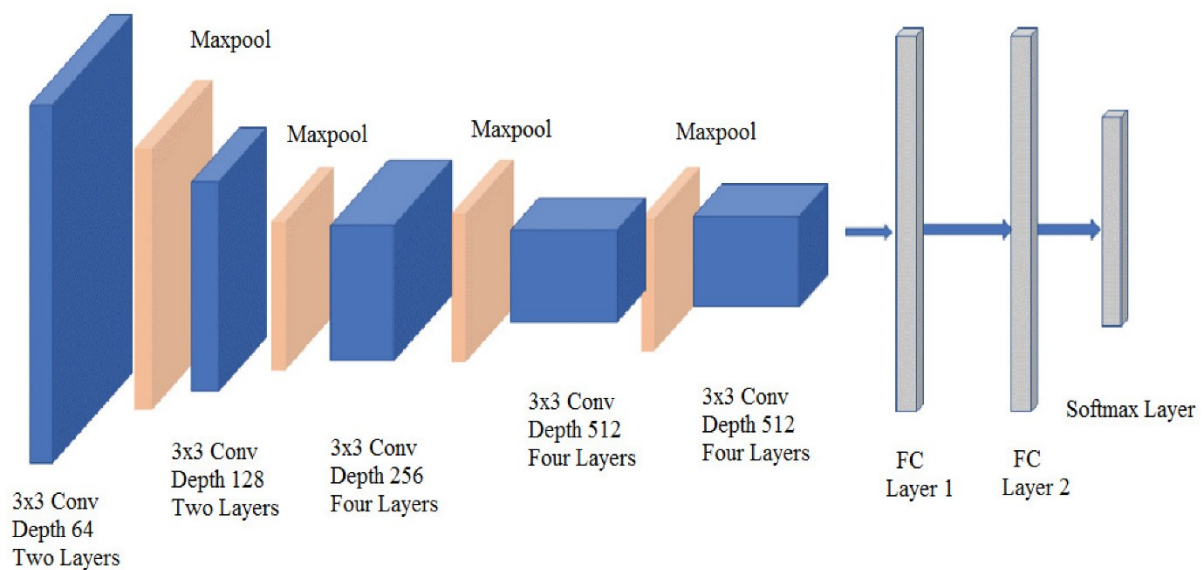 Maxpool
Maxpool
Maxpool
Maxpool
3x3 Conv
Depth 64
Two Layers
3x3 Conv
Depth 128
Two Layers
3x3 Conv
Depth 256
Four Layers
3x3 Conv
Depth 512
Four Layers
3x3 Conv
Depth 512
Four Layers
FC
Layer 1
FC
Layer 2
Softmax Layer